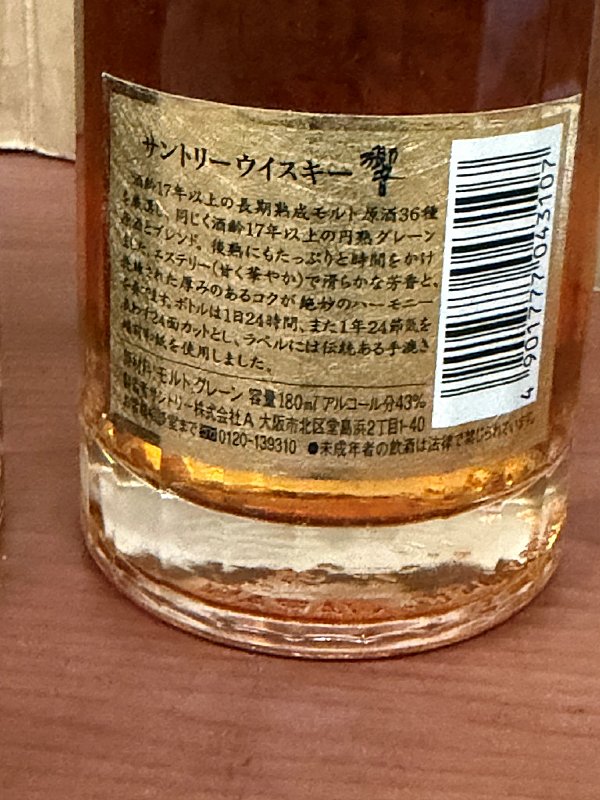 サントリーウイスキー 響
酒齢17年以上の長期熟成モルト原酒36種
を厳選し、同じく酒齢17年以上の円熟グレーン
原酒とブレンド。後熟にもたっぷりと時間をかけ
ました。エステリー(甘く華やか)で滑らかな芳香と、
された厚みのあるコクが絶妙のハーモニー
ます。ボトルは1日24時間、また1年24節気を
表わす24面カットとし、ラベルには伝統ある手漉き
和紙を使用しました。
原材料 モルト、グレーン 容量180ml アルコール分43%
製造者サントリー株式会社A 大阪市北区堂島浜2丁目1-40
お客様相談室まで 0120-139310 ●未成年者の飲酒は法律で禁じられています。
4 901777 043107